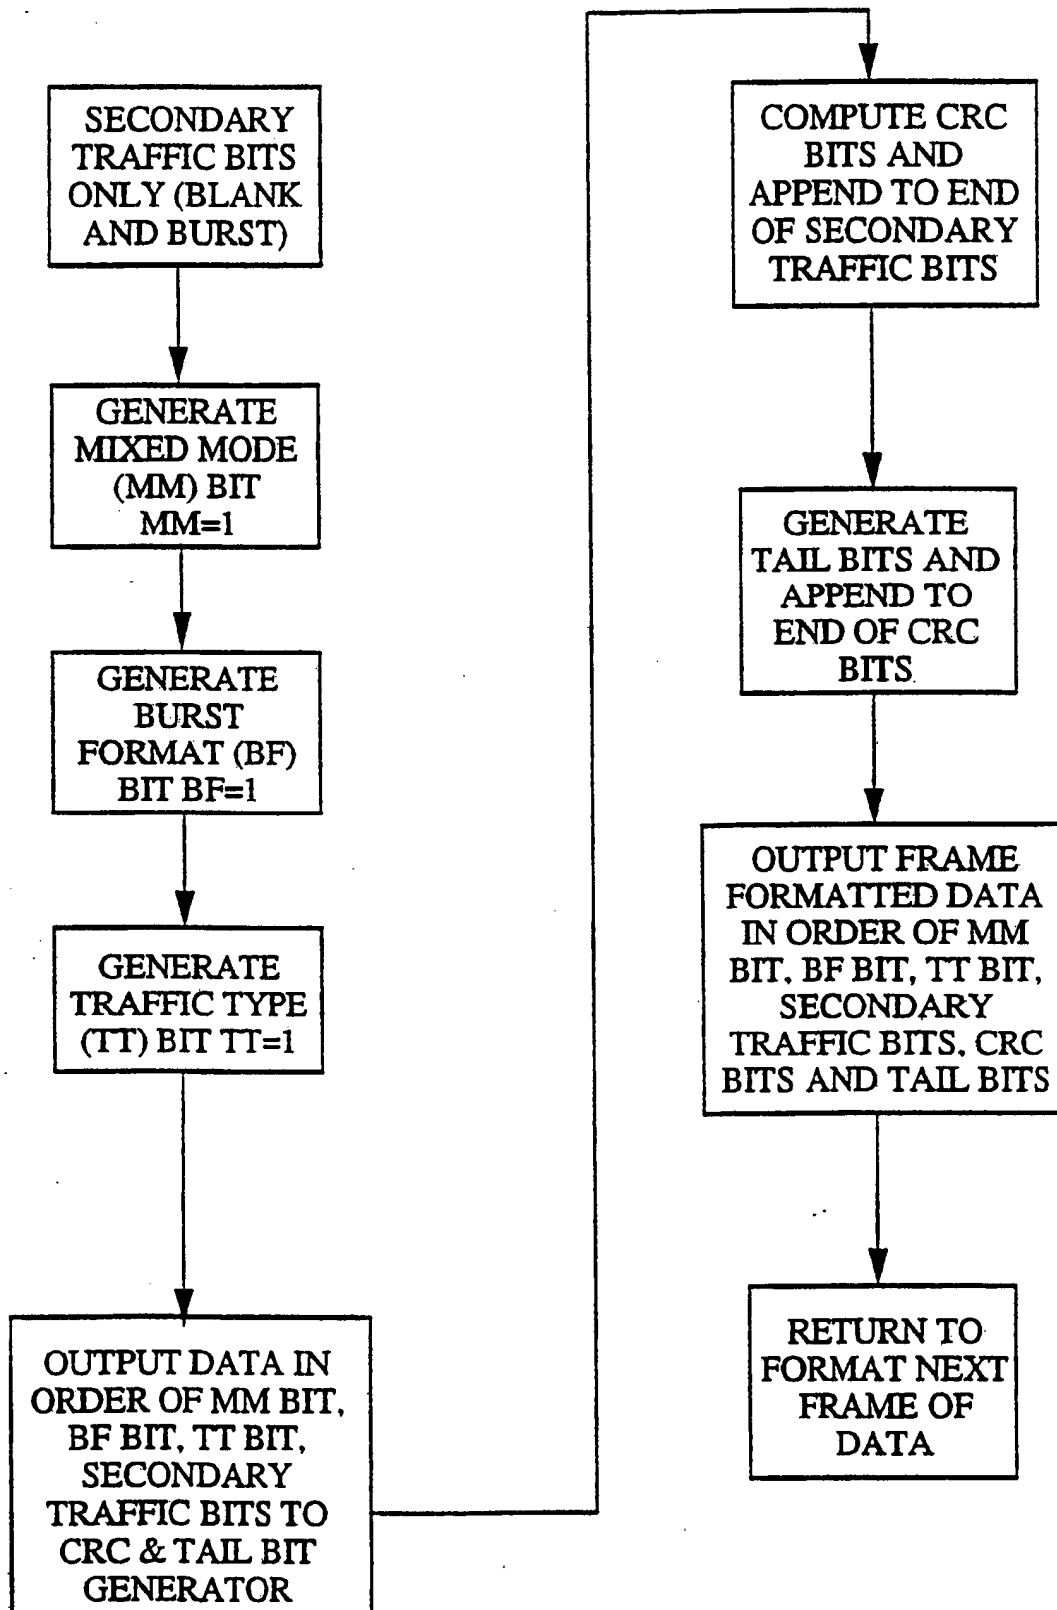 SECONDARY
TRAFFIC BITS
ONLY (BLANK
AND BURST)
GENERATE
MIXED MODE
(MM) BIT
MM=1
GENERATE
BURST
FORMAT (BF)
BIT BF=1
GENERATE
TRAFFIC TYPE
(TT) BIT TT=1
OUTPUT DATA IN
ORDER OF MM BIT,
BF BIT, TT BIT,
SECONDARY
TRAFFIC BITS TO
CRC & TAIL BIT
GENERATOR
COMPUTE CRC
BITS AND
APPEND TO END
OF SECONDARY
TRAFFIC BITS
GENERATE
TAIL BITS AND
APPEND TO
END OF CRC
BITS
OUTPUT FRAME
FORMATTED DATA
IN ORDER OF MM
BIT, BF BIT, TT BIT,
SECONDARY
TRAFFIC BITS, CRC
BITS AND TAIL BITS
RETURN TO
FORMAT NEXT
FRAME OF
DATA